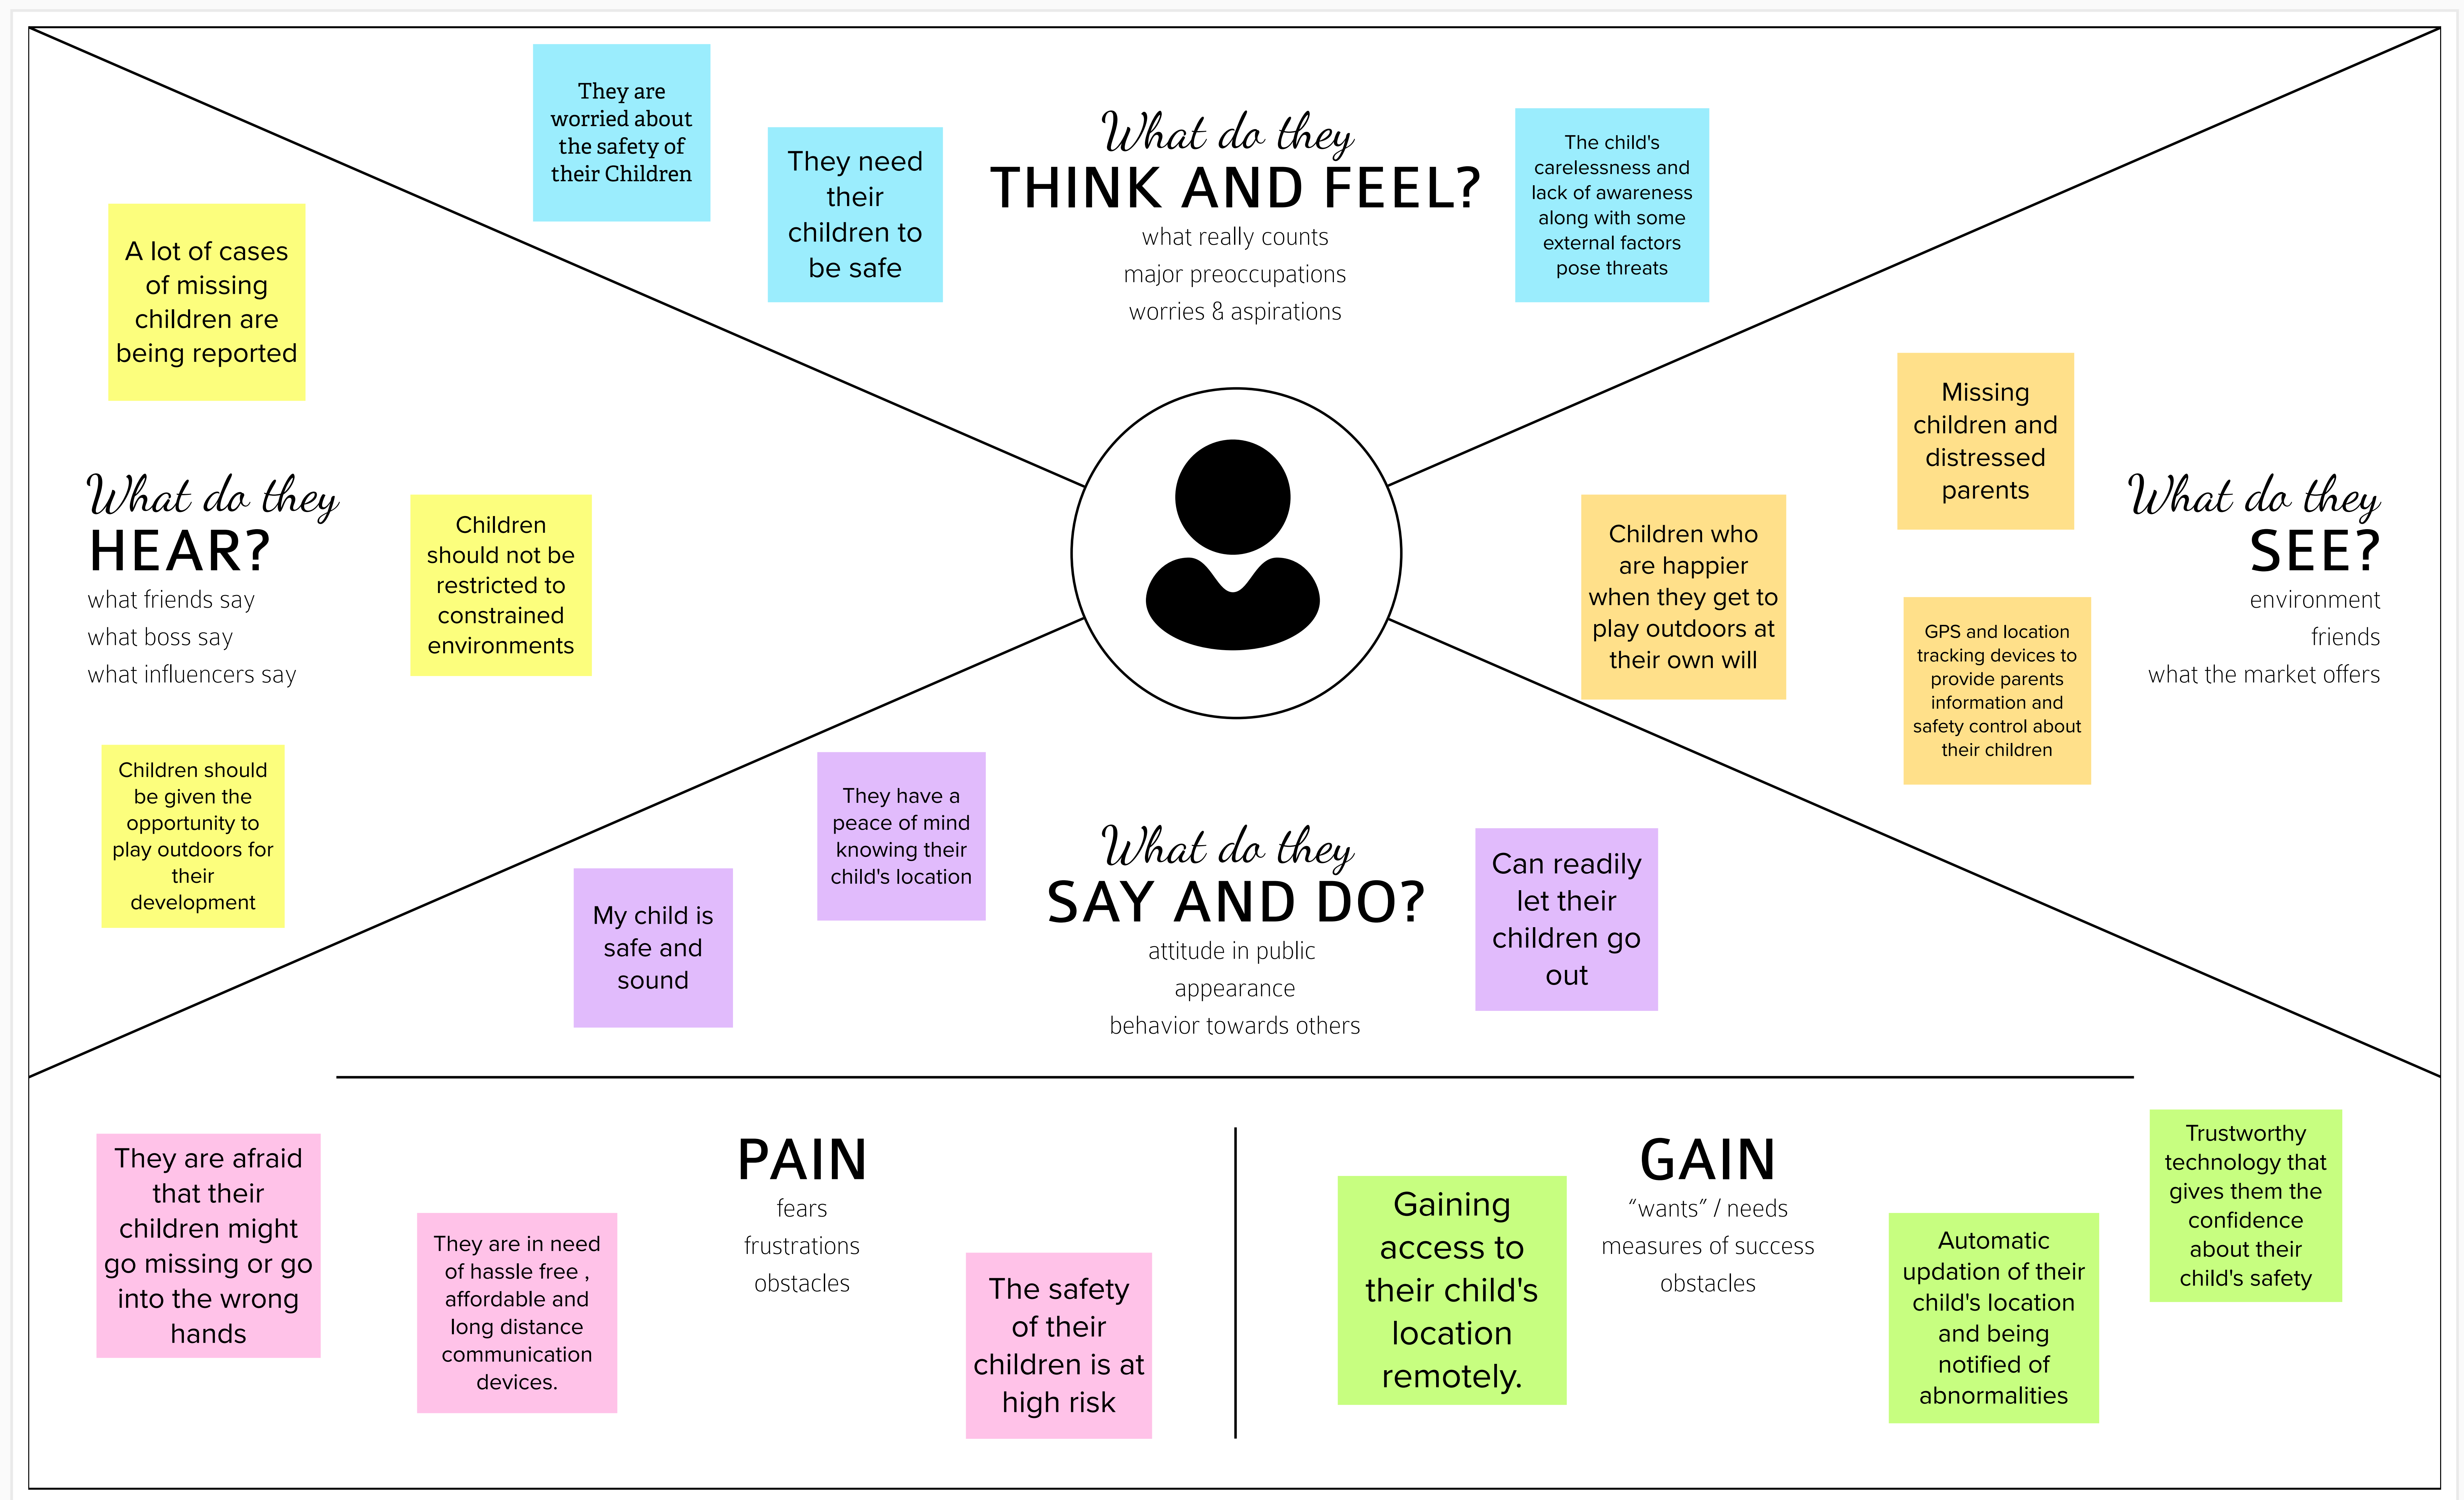 They are
worried about
the safety of
their Children
They need
their
children to
be safe
What do they
THINK AND FEEL?
what really counts
major preoccupations
worries & aspirations
The child's
carelessness and
lack of awareness
along with some
external factors
pose threats
A lot of cases
of missing
children are
being reported
What do they
HEAR?
what friends say
what boss say
what influencers say
Children
should not be
restricted to
constrained
environments
Children should
be given the
opportunity to
play outdoors for
their
development
Missing
children and
distressed
parents
Children who
are happier
when they get to
play outdoors at
their own will
What do they
SEE?
environment
friends
what the market offers
GPS and location
tracking devices to
provide parents
information and
safety control about
their children
They have a
peace of mind
knowing their
child's location
My child is
safe and
sound
What do they
SAY AND DO?
attitude in public
appearance
behavior towards others
Can readily
let their
children go
out
They are afraid
that their
children might
go missing or go
into the wrong
hands
They are in need
of hassle free ,
affordable and
long distance
communication
devices.
PAIN
fears
frustrations
obstacles
The safety
of their
children is at
high risk
Gaining
access to
their child's
location
remotely.
GAIN
“wants” / needs
measures of success
obstacles
Automatic
updation of their
child's location
and being
notified of
abnormalities
Trustworthy
technology that
gives them the
confidence
about their
child's safety